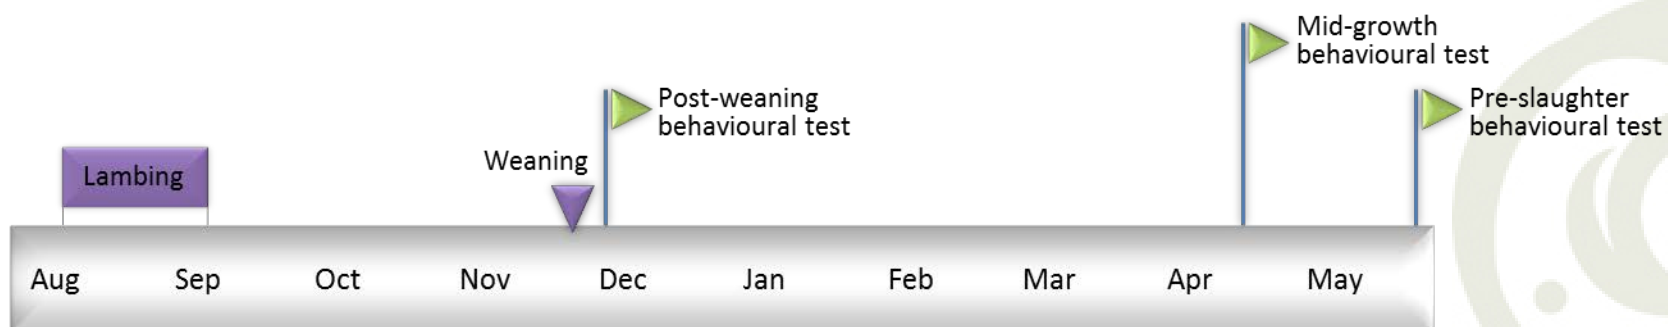 Mid-growth
behavioural test
Post-weaning
behavioural test
Pre-slaughter
behavioural test
Weaning
Lambing
Aug Sep Oct Nov Dec Jan Feb Mar Apr May